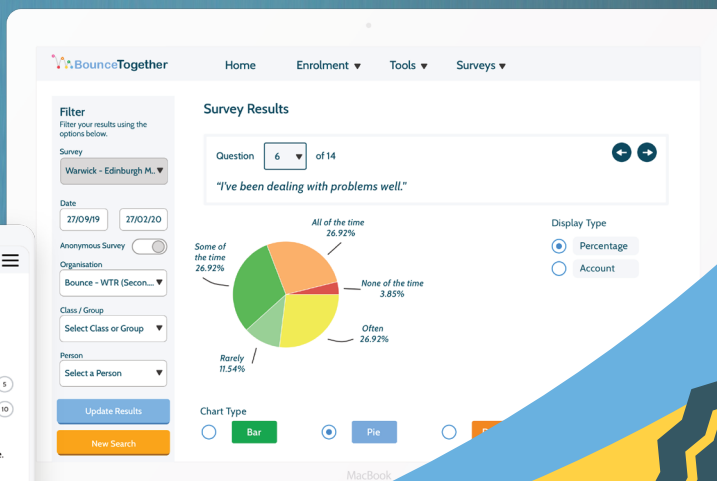 BounceTogether
Home Enrolment ▼ Tools ▼ Surveys ▼
Filter
Filter your results using the
options below.
Survey
Warwick - Edinburgh M.. ▼
Date
27/09/19 27/02/20
Anonymous Survey
Organisation
Bounce - WTR (Secon.... ▼
Class / Group
Select Class or Group ▼
Person
Select a Person ▼
Update Results
New Search
Survey Results
Question 6 ▼ of 14
“I've been dealing with problems well.”
All of the time
26.92%
Some of
the time
26.92%
None of the time
3.85%
Often
26.92%
Rarely
11.54%
Display Type
Percentage
Account
Chart Type
Bar Pie
5
10
MacBook